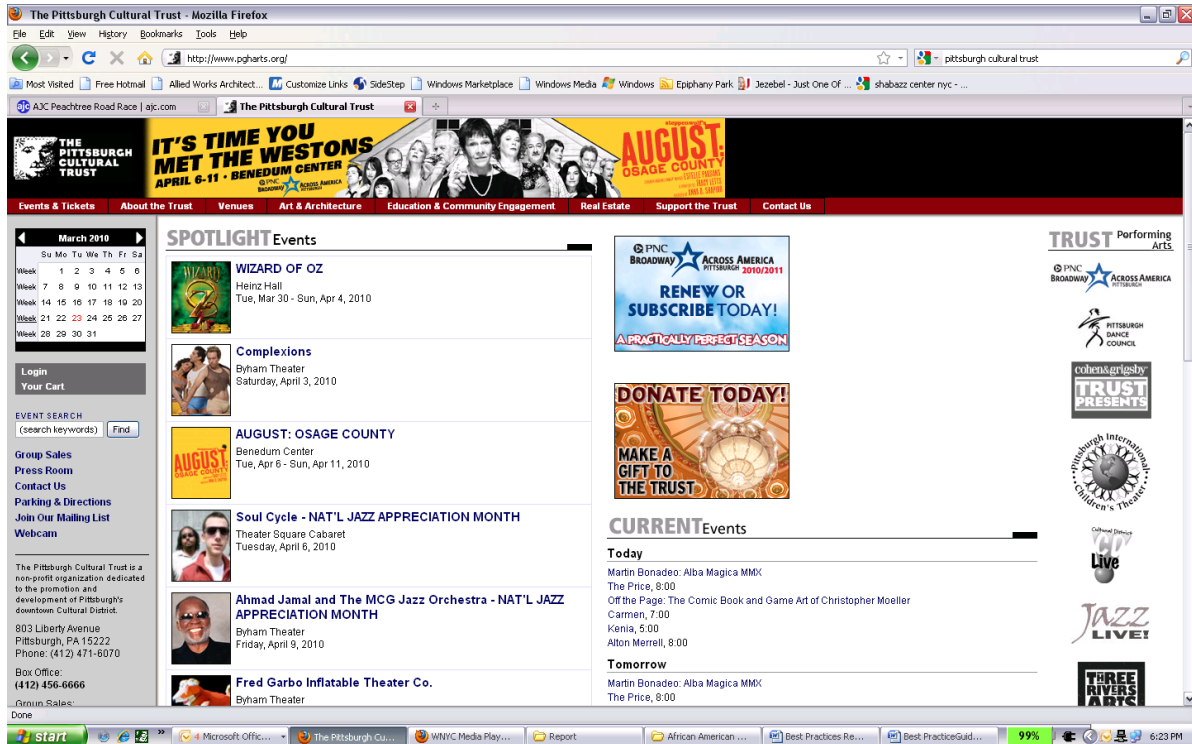 The Pittsburgh Cultural Trust - Mozilla Firefox
File Edit View History Bookmarks Tools Help
http://www.pgharts.org/
pittsburgh cultural trust
Most Visited Free Hotmail Allied Works Architect... Customize Links SideStep Windows Marketplace Windows Media Windows Epiphany Park Jezebel - Just One Of ... shabazz center nyc - ...
AJC Peachtree Road Race | ajc.com
The Pittsburgh Cultural Trust
THE
PITTSBURGH
CULTURAL
TRUST
IT'S TIME YOU
MET THE WESTONS
APRIL 6-11 • BENEDUM CENTER
PNC
BROADWAY ACROSS AMERICA
PITTSBURGH
steppenwolf's
AUGUST:
OSAGE COUNTY
Events & Tickets About the Trust Venues Art & Architecture Education & Community Engagement Real Estate Support the Trust Contact Us
March 2010
Su Mo Tu We Th Fr Sa
Week 1 2 3 4 5 6
Week 7 8 9 10 11 12 13
Week 14 15 16 17 18 19 20
Week 21 22 23 24 25 26 27
Week 28 29 30 31
Login
Your Cart
EVENT SEARCH
(search keywords) Find
Group Sales
Press Room
Contact Us
Parking & Directions
Join Our Mailing List
Webcam
The Pittsburgh Cultural Trust is a
non-profit organization dedicated
to the promotion and
development of Pittsburgh's
downtown Cultural District.
803 Liberty Avenue
Pittsburgh, PA 15222
Phone: (412) 471-6070
Box Office:
(412) 456-6666
Group Sales:
SPOTLIGHT Events
WIZARD
OZ
WIZARD OF OZ
Heinz Hall
Tue, Mar 30 - Sun, Apr 4, 2010
Complexions
Byham Theater
Saturday, April 3, 2010
AUGUST:
OSAGE COUNTY
AUGUST: OSAGE COUNTY
Benedum Center
Tue, Apr 6 - Sun, Apr 11, 2010
Soul Cycle - NAT'L JAZZ APPRECIATION MONTH
Theater Square Cabaret
Tuesday, April 6, 2010
Ahmad Jamal and The MCG Jazz Orchestra - NAT'L JAZZ
APPRECIATION MONTH
Byham Theater
Friday, April 9, 2010
Fred Garbo Inflatable Theater Co.
Byham Theater
PNC
BROADWAY ACROSS AMERICA
PITTSBURGH 2010/2011
RENEW OR
SUBSCRIBE TODAY!
A PRACTICALLY PERFECT SEASON
DONATE TODAY!
MAKE A
GIFT TO
THE TRUST
CURRENT Events
Today
Martin Bonadeo: Alba Magica MMX
The Price, 8:00
Off the Page: The Comic Book and Game Art of Christopher Moeller
Carmen, 7:00
Kenia, 5:00
Alton Merrell, 8:00
Tomorrow
Martin Bonadeo: Alba Magica MMX
The Price, 8:00
TRUST Performing
Arts
PNC
BROADWAY ACROSS AMERICA
PITTSBURGH
PITTSBURGH
DANCE
COUNCIL
cohen&grigsby
TRUST
PRESENTS
Pittsburgh International
Children's Theater
Cultural District
CD
Live
JAZZ
LIVE!
THREE
RIVERS
ARTS
Done
start
4 Microsoft Offic... The Pittsburgh Cu... WNYC Media Play... Report African American ... Best Practices Re... Best PracticeGuid... 99% 6:23 PM